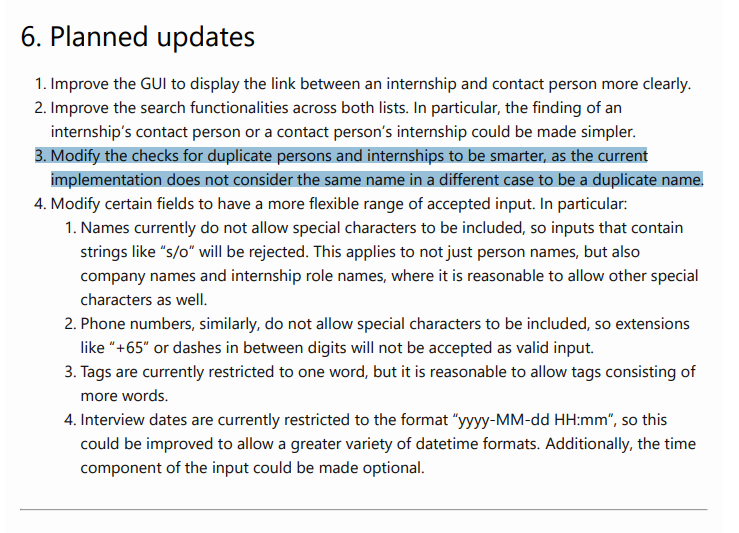 6. Planned updates
1. Improve the GUI to display the link between an internship and contact person more clearly.
2. Improve the search functionalities across both lists. In particular, the finding of an
internship's contact person or a contact person's internship could be made simpler.
3. Modify the checks for duplicate persons and internships to be smarter, as the current
implementation does not consider the same name in a different case to be a duplicate name.
4. Modify certain fields to have a more flexible range of accepted input. In particular:
1. Names currently do not allow special characters to be included, so inputs that contain
strings like “s/o” will be rejected. This applies to not just person names, but also
company names and internship role names, where it is reasonable to allow other special
characters as well.
2. Phone numbers, similarly, do not allow special characters to be included, so extensions
like “+65” or dashes in between digits will not be accepted as valid input.
3. Tags are currently restricted to one word, but it is reasonable to allow tags consisting of
more words.
4. Interview dates are currently restricted to the format “yyyy-MM-dd HH:mm”, so this
could be improved to allow a greater variety of datetime formats. Additionally, the time
component of the input could be made optional.